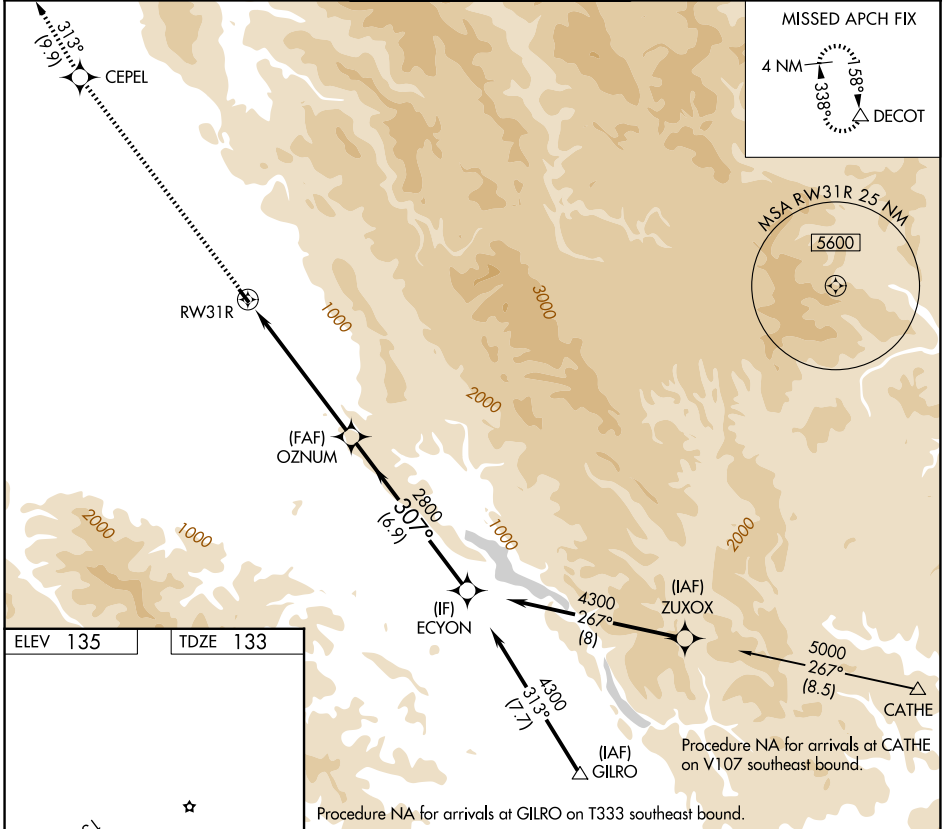 313°
(9.9)
CEPEL
MISSED APCH FIX
4 NM
158°
338°
DECOT
MSA RW31R 25 NM
5600
RW31R
1000
3000
2000
(FAF)
OZNUM
2800
307°
(6.9)
2000
1000
1000
2000
(IF)
ECYON
4300
267°
(8)
(IAF)
ZUXOX
5000
267°
(8.5)
CATHE
4300
313°
(7.7)
(IAF)
GILRO
Procedure NA for arrivals at CATHE
on V107 southeast bound.
ELEV 135
TDZE 133
Procedure NA for arrivals at GILRO on T333 southeast bound.